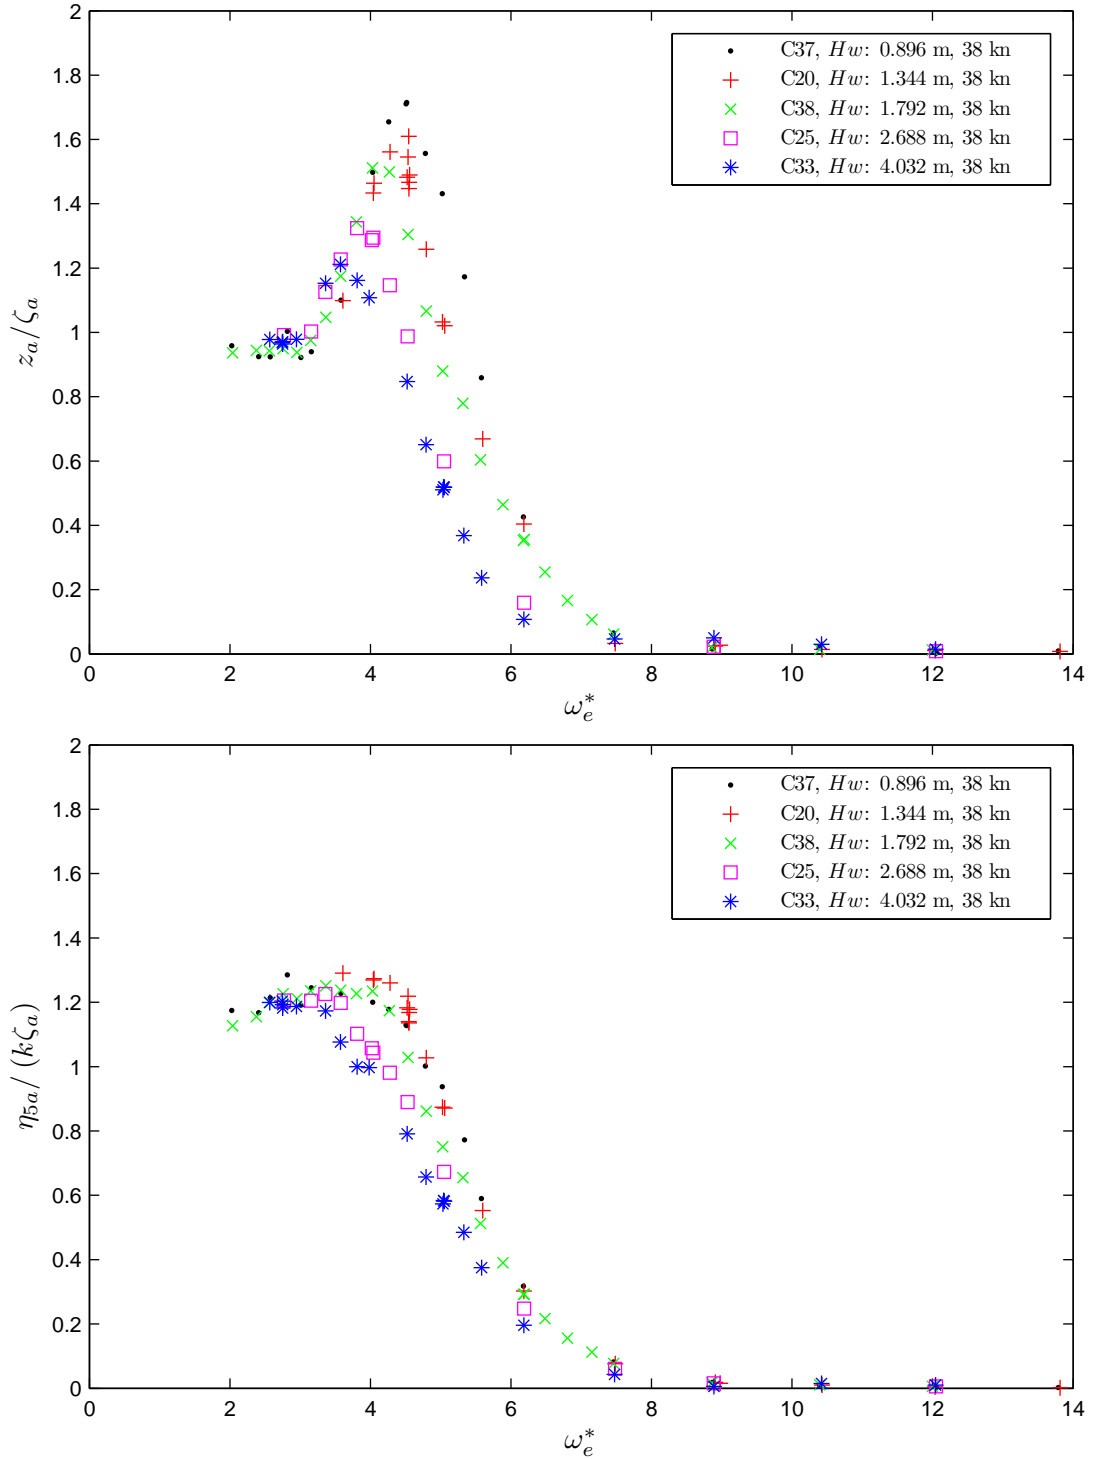 2
1.8
1.6
1.4
1.2
1
0.8
0.6
0.4
0.2
0
z_a/ζ_a
C37, Hw: 0.896 m, 38 kn
C20, Hw: 1.344 m, 38 kn
C38, Hw: 1.792 m, 38 kn
C25, Hw: 2.688 m, 38 kn
C33, Hw: 4.032 m, 38 kn
0 2 4 6 8 10 12 14
ω_e^*
2
1.8
1.6
1.4
1.2
1
0.8
0.6
0.4
0.2
0
η_{5a}/ (kζ_a)
C37, Hw: 0.896 m, 38 kn
C20, Hw: 1.344 m, 38 kn
C38, Hw: 1.792 m, 38 kn
C25, Hw: 2.688 m, 38 kn
C33, Hw: 4.032 m, 38 kn
0 2 4 6 8 10 12 14
ω_e^*